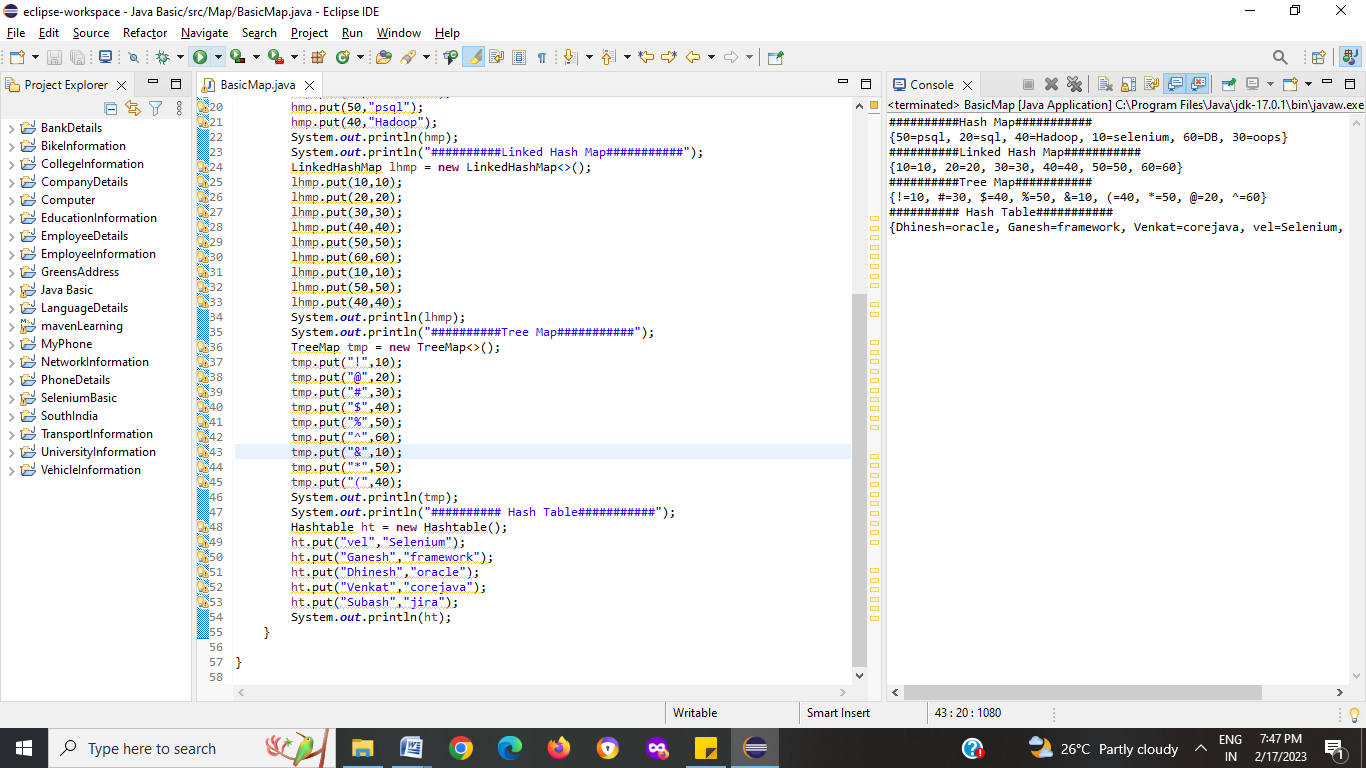 eclipse-workspace - Java Basic/src/Map/BasicMap.java - Eclipse IDE
File Edit Source Refactor Navigate Search Project Run Window Help
Project Explorer
BankDetails
BikeInformation
CollegeInformation
CompanyDetails
Computer
EducationInformation
EmployeeDetails
EmployeeInformation
GreensAddress
Java Basic
LanguageDetails
mavenLearning
MyPhone
NetworkInformation
PhoneDetails
SeleniumBasic
SouthIndia
TransportInformation
UniversityInformation
VehicleInformation
BasicMap.java
20 hmp.put(50,"psql");
21 hmp.put(40,"Hadoop");
22 System.out.println(hmp);
23 System.out.println("##########Linked Hash Map###########");
24 LinkedHashMap lhmp = new LinkedHashMap<>();
25 lhmp.put(10,10);
26 lhmp.put(20,20);
27 lhmp.put(30,30);
28 lhmp.put(40,40);
29 lhmp.put(50,50);
30 lhmp.put(60,60);
31 lhmp.put(10,10);
32 lhmp.put(50,50);
33 lhmp.put(40,40);
34 System.out.println(lhmp);
35 System.out.println("##########Tree Map###########");
36 TreeMap tmp = new TreeMap<>();
37 tmp.put("!",10);
38 tmp.put("@",20);
39 tmp.put("#",30);
40 tmp.put("$",40);
41 tmp.put("%",50);
42 tmp.put("^",60);
43 tmp.put("&",10);
44 tmp.put("*",50);
45 tmp.put("(",40);
46 System.out.println(tmp);
47 System.out.println("########## Hash Table###########");
48 Hashtable ht = new Hashtable();
49 ht.put("vel","Selenium");
50 ht.put("Ganesh","framework");
51 ht.put("Dhinesh","oracle");
52 ht.put("Venkat","corejava");
53 ht.put("Subash","jira");
54 System.out.println(ht);
55 }
56
57 }
58
Console
<terminated> BasicMap [Java Application] C:\Program Files\Java\jdk-17.0.1\bin\javaw.exe
##########Hash Map###########
{50=psql, 20=sql, 40=Hadoop, 10=selenium, 60=DB, 30=oops}
##########Linked Hash Map###########
{10=10, 20=20, 30=30, 40=40, 50=50, 60=60}
##########Tree Map###########
{!=10, #=30, $=40, %=50, &=10, (=40, *=50, @=20, ^=60}
########## Hash Table###########
{Dhinesh=oracle, Ganesh=framework, Venkat=corejava, vel=Selenium,
Writable Smart Insert 43 : 20 : 1080
Type here to search
26°C Partly cloudy
ENG
IN
7:47 PM
2/17/2023
1